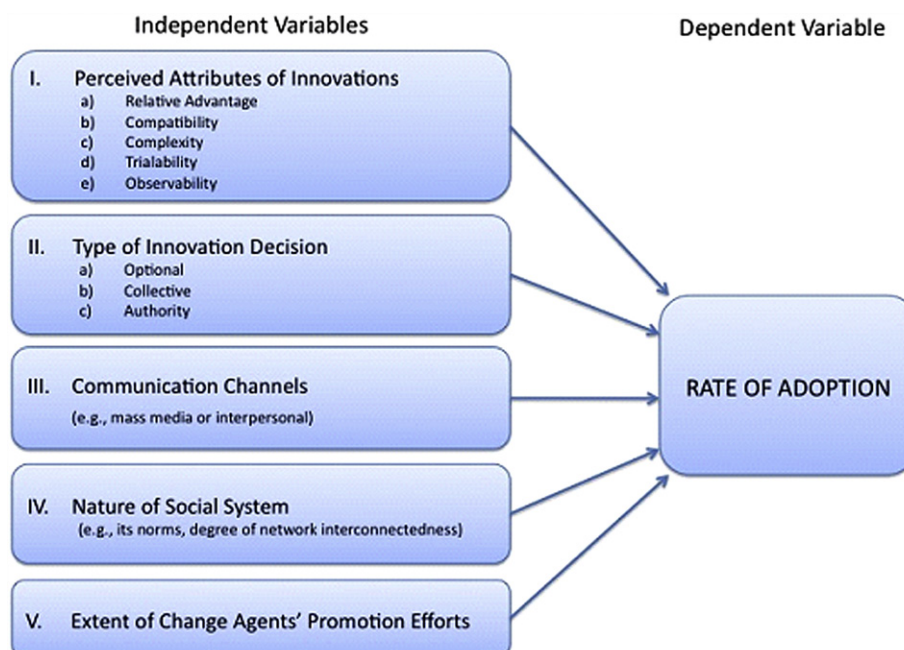 Independent Variables
Dependent Variable
I. Perceived Attributes of Innovations
a) Relative Advantage
b) Compatibility
c) Complexity
d) Trialability
e) Observability
II. Type of Innovation Decision
a) Optional
b) Collective
c) Authority
III. Communication Channels
(e.g., mass media or interpersonal)
IV. Nature of Social System
(e.g., its norms, degree of network interconnectedness)
V. Extent of Change Agents' Promotion Efforts
RATE OF ADOPTION